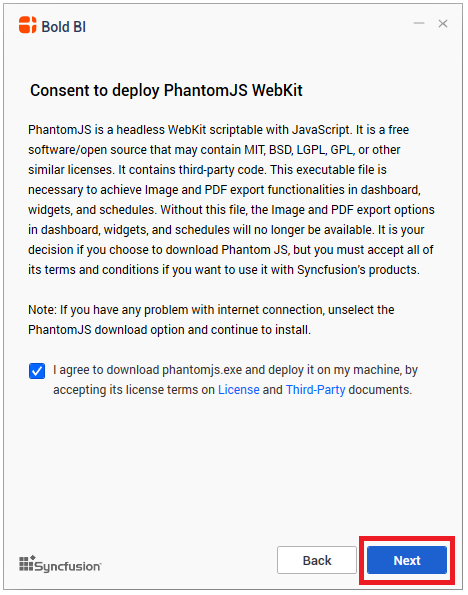 Bold BI
Consent to deploy PhantomJS WebKit
PhantomJS is a headless WebKit scriptable with JavaScript. It is a free
software/open source that may contain MIT, BSD, LGPL, GPL, or other
similar licenses. It contains third-party code. This executable file is
necessary to achieve Image and PDF export functionalities in dashboard,
widgets, and schedules. Without this file, the Image and PDF export options
in dashboard, widgets, and schedules will no longer be available. It is your
decision if you choose to download Phantom JS, but you must accept all of
its terms and conditions if you want to use it with Syncfusion's products.
Note: If you have any problem with internet connection, unselect the
PhantomJS download option and continue to install.
I agree to download phantomjs.exe and deploy it on my machine, by
accepting its license terms on License and Third-Party documents.
Syncfusion
Back
Next